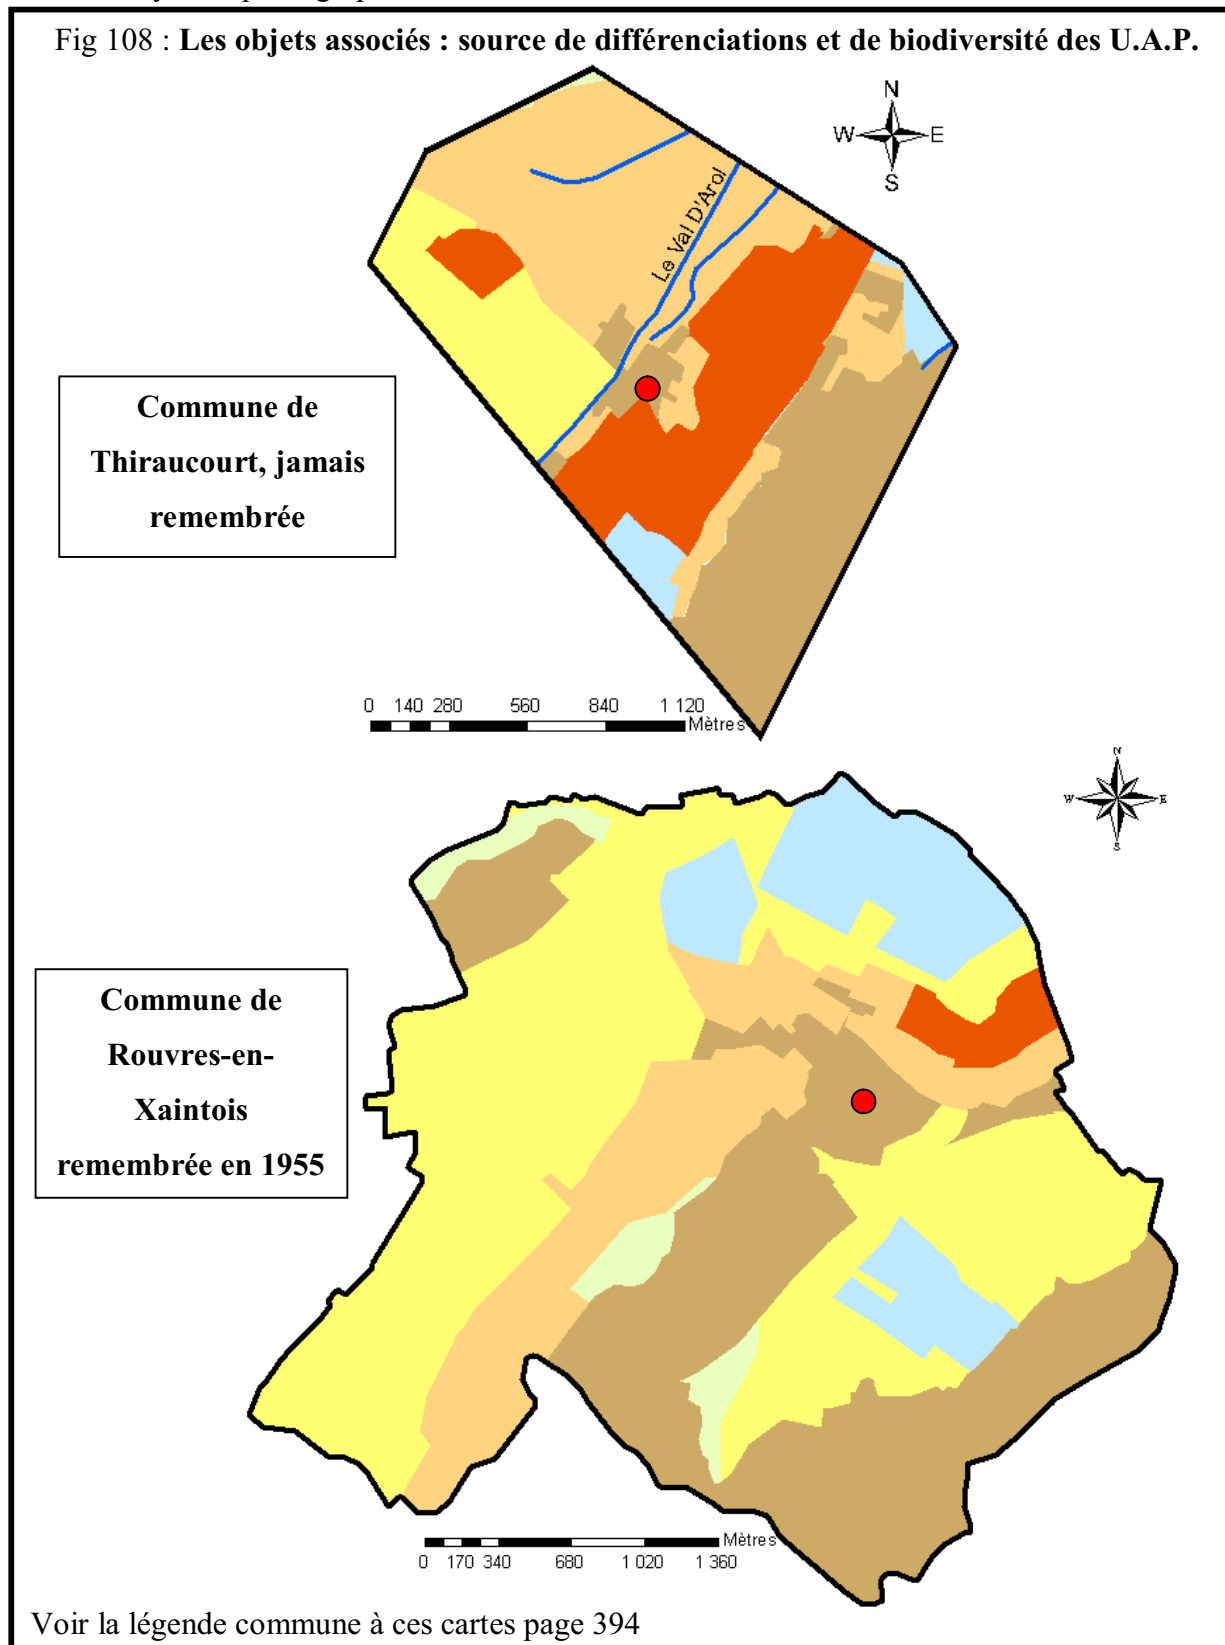 Fig 108 : Les objets associés : source de différenciations et de biodiversité des U.A.P.
N
W E
S
Le Val D'Arol
Commune de
Thiraucourt, jamais
remembrée
0 140 280 560 840 1 120
Mètres
N
W E
S
Commune de
Rouvres-en-
Xaintois
remembrée en 1955
Mètres
0 170 340 680 1 020 1 360
Voir la légende commune à ces cartes page 394